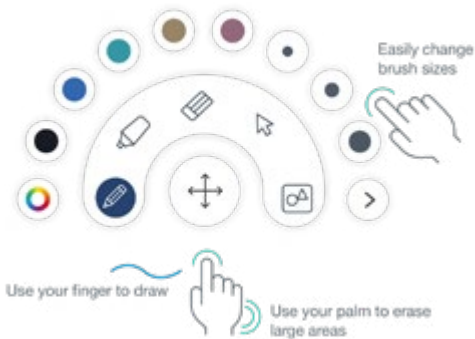 Easily change
brush sizes
Use your finger to draw
Use your palm to erase
large areas